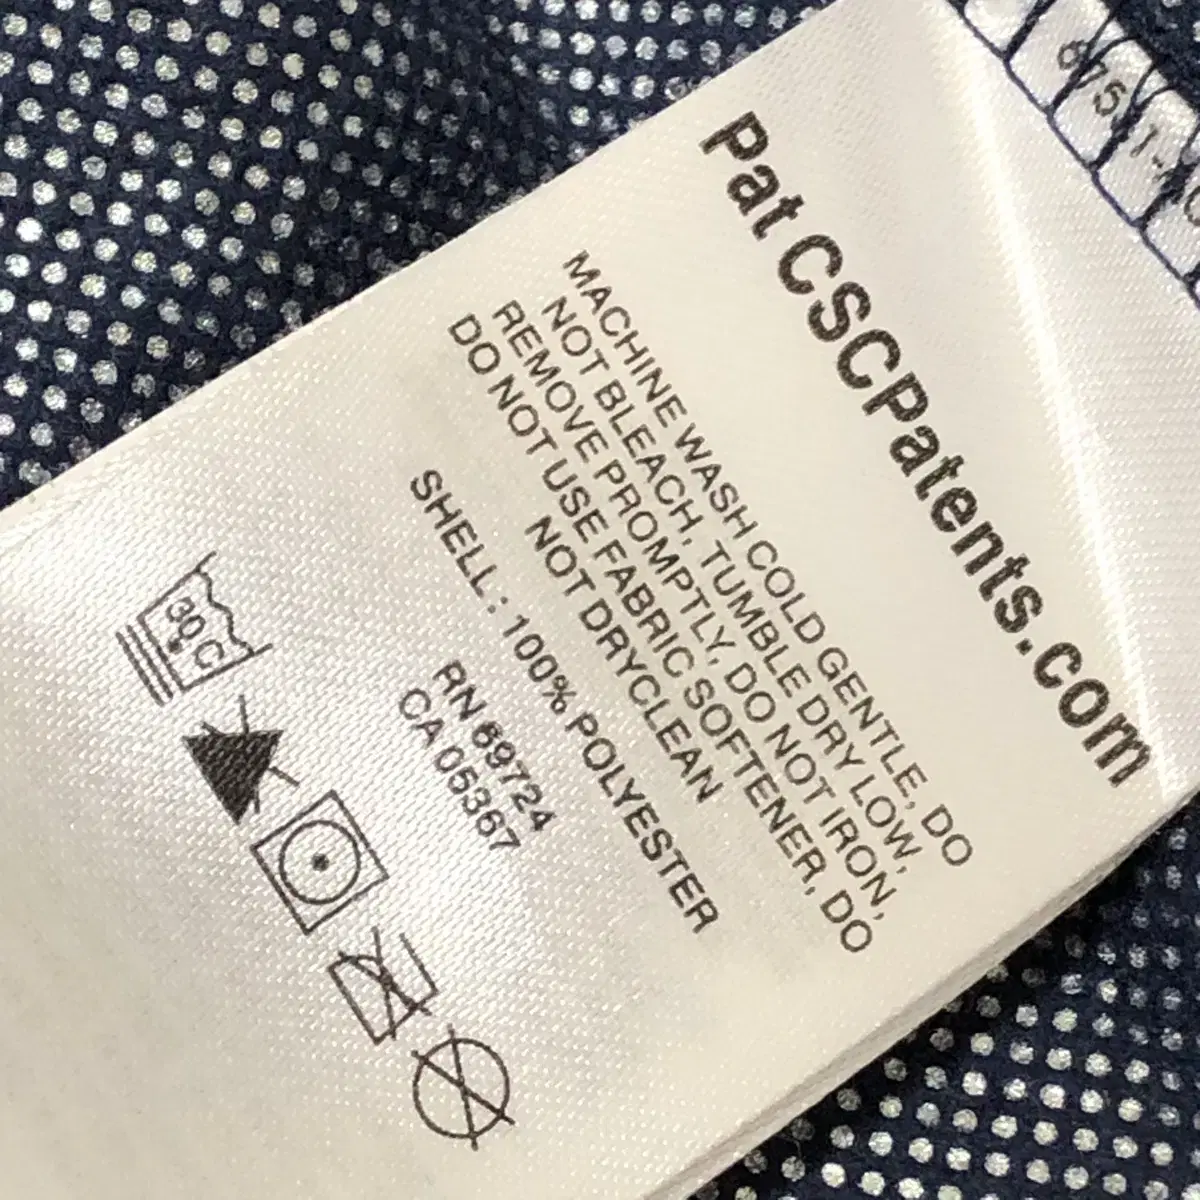 Pat CSCPatents.com
MACHINE WASH COLD GENTLE, DO
NOT BLEACH, TUMBLE DRY LOW,
REMOVE PROMPTLY, DO NOT IRON,
DO NOT USE FABRIC SOFTENER, DO
NOT DRYCLEAN
SHELL : 100% POLYESTER
RN 69724
CA 05367
30°C